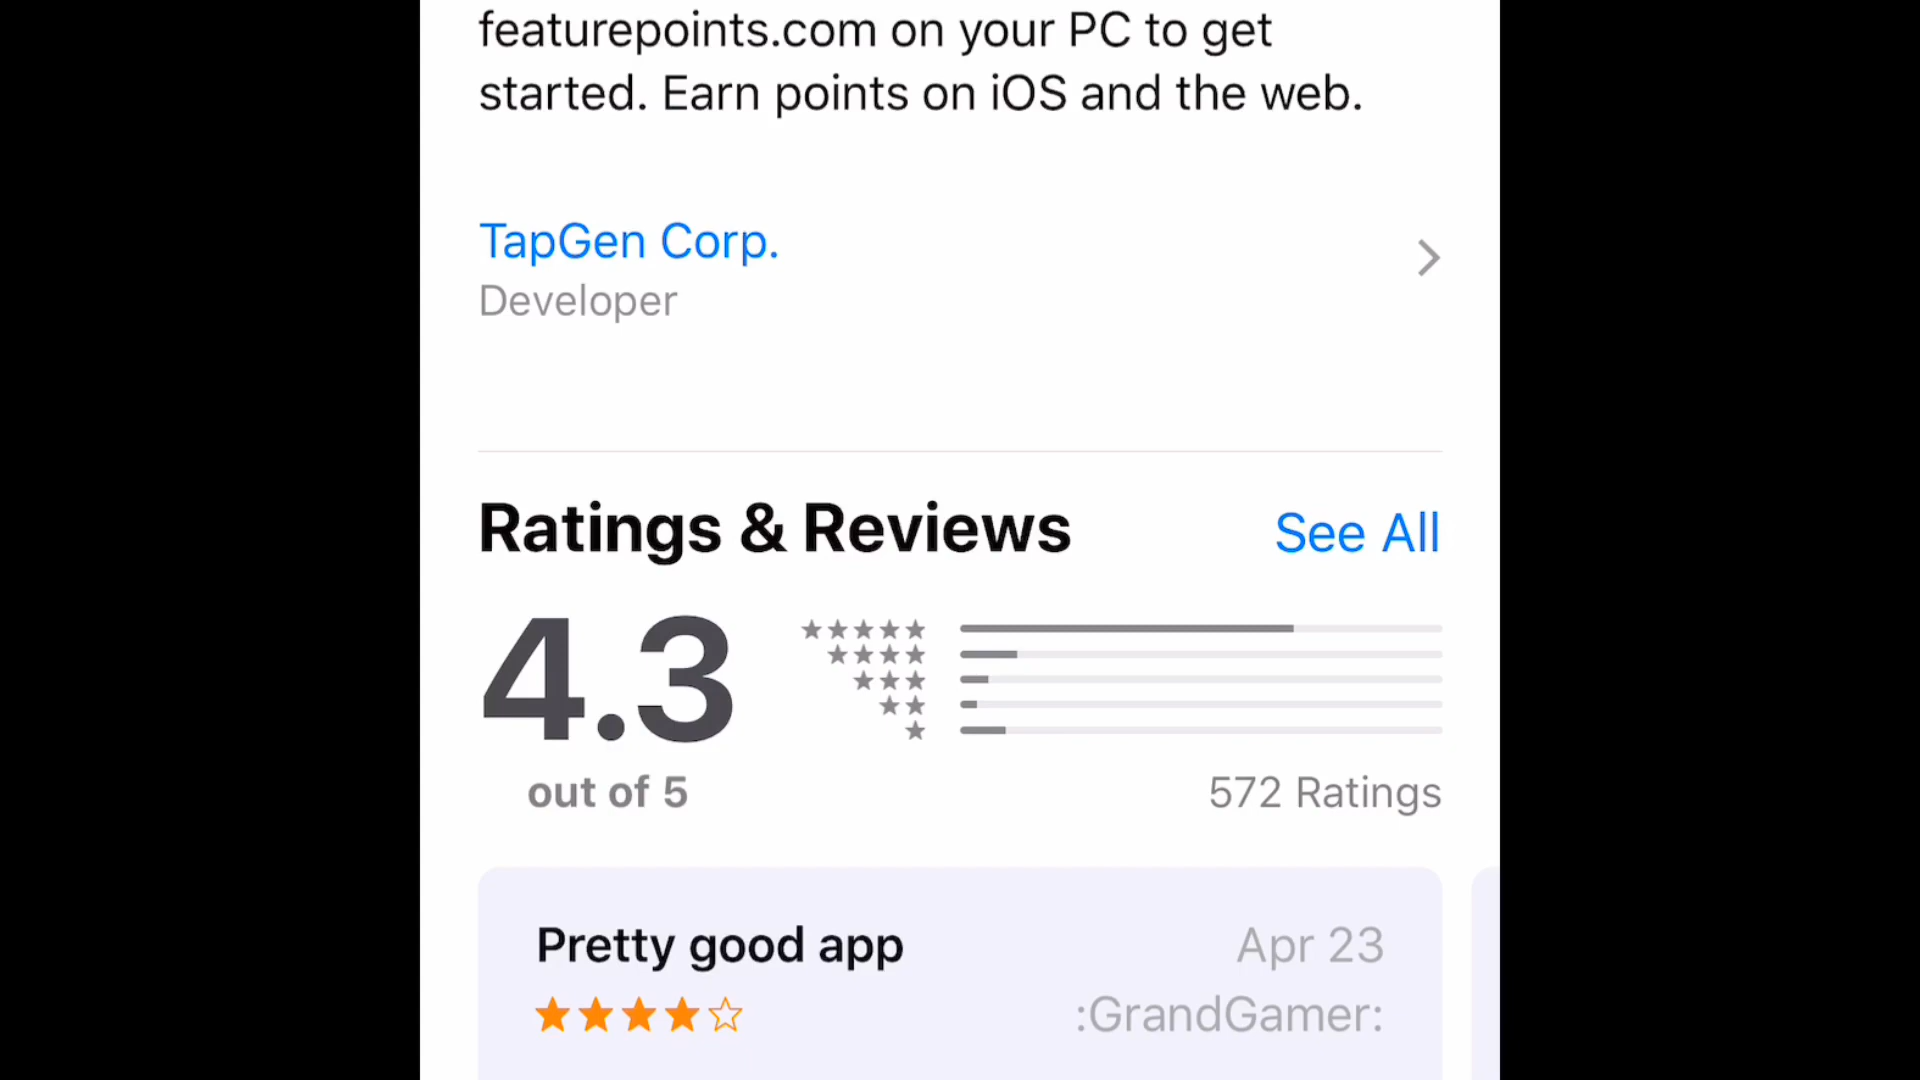 featurepoints.com on your PC to get
started. Earn points on iOS and the web.
TapGen Corp.
Developer
Ratings & Reviews
See All
4.3
out of 5
572 Ratings
Pretty good app
Apr 23
:GrandGamer: